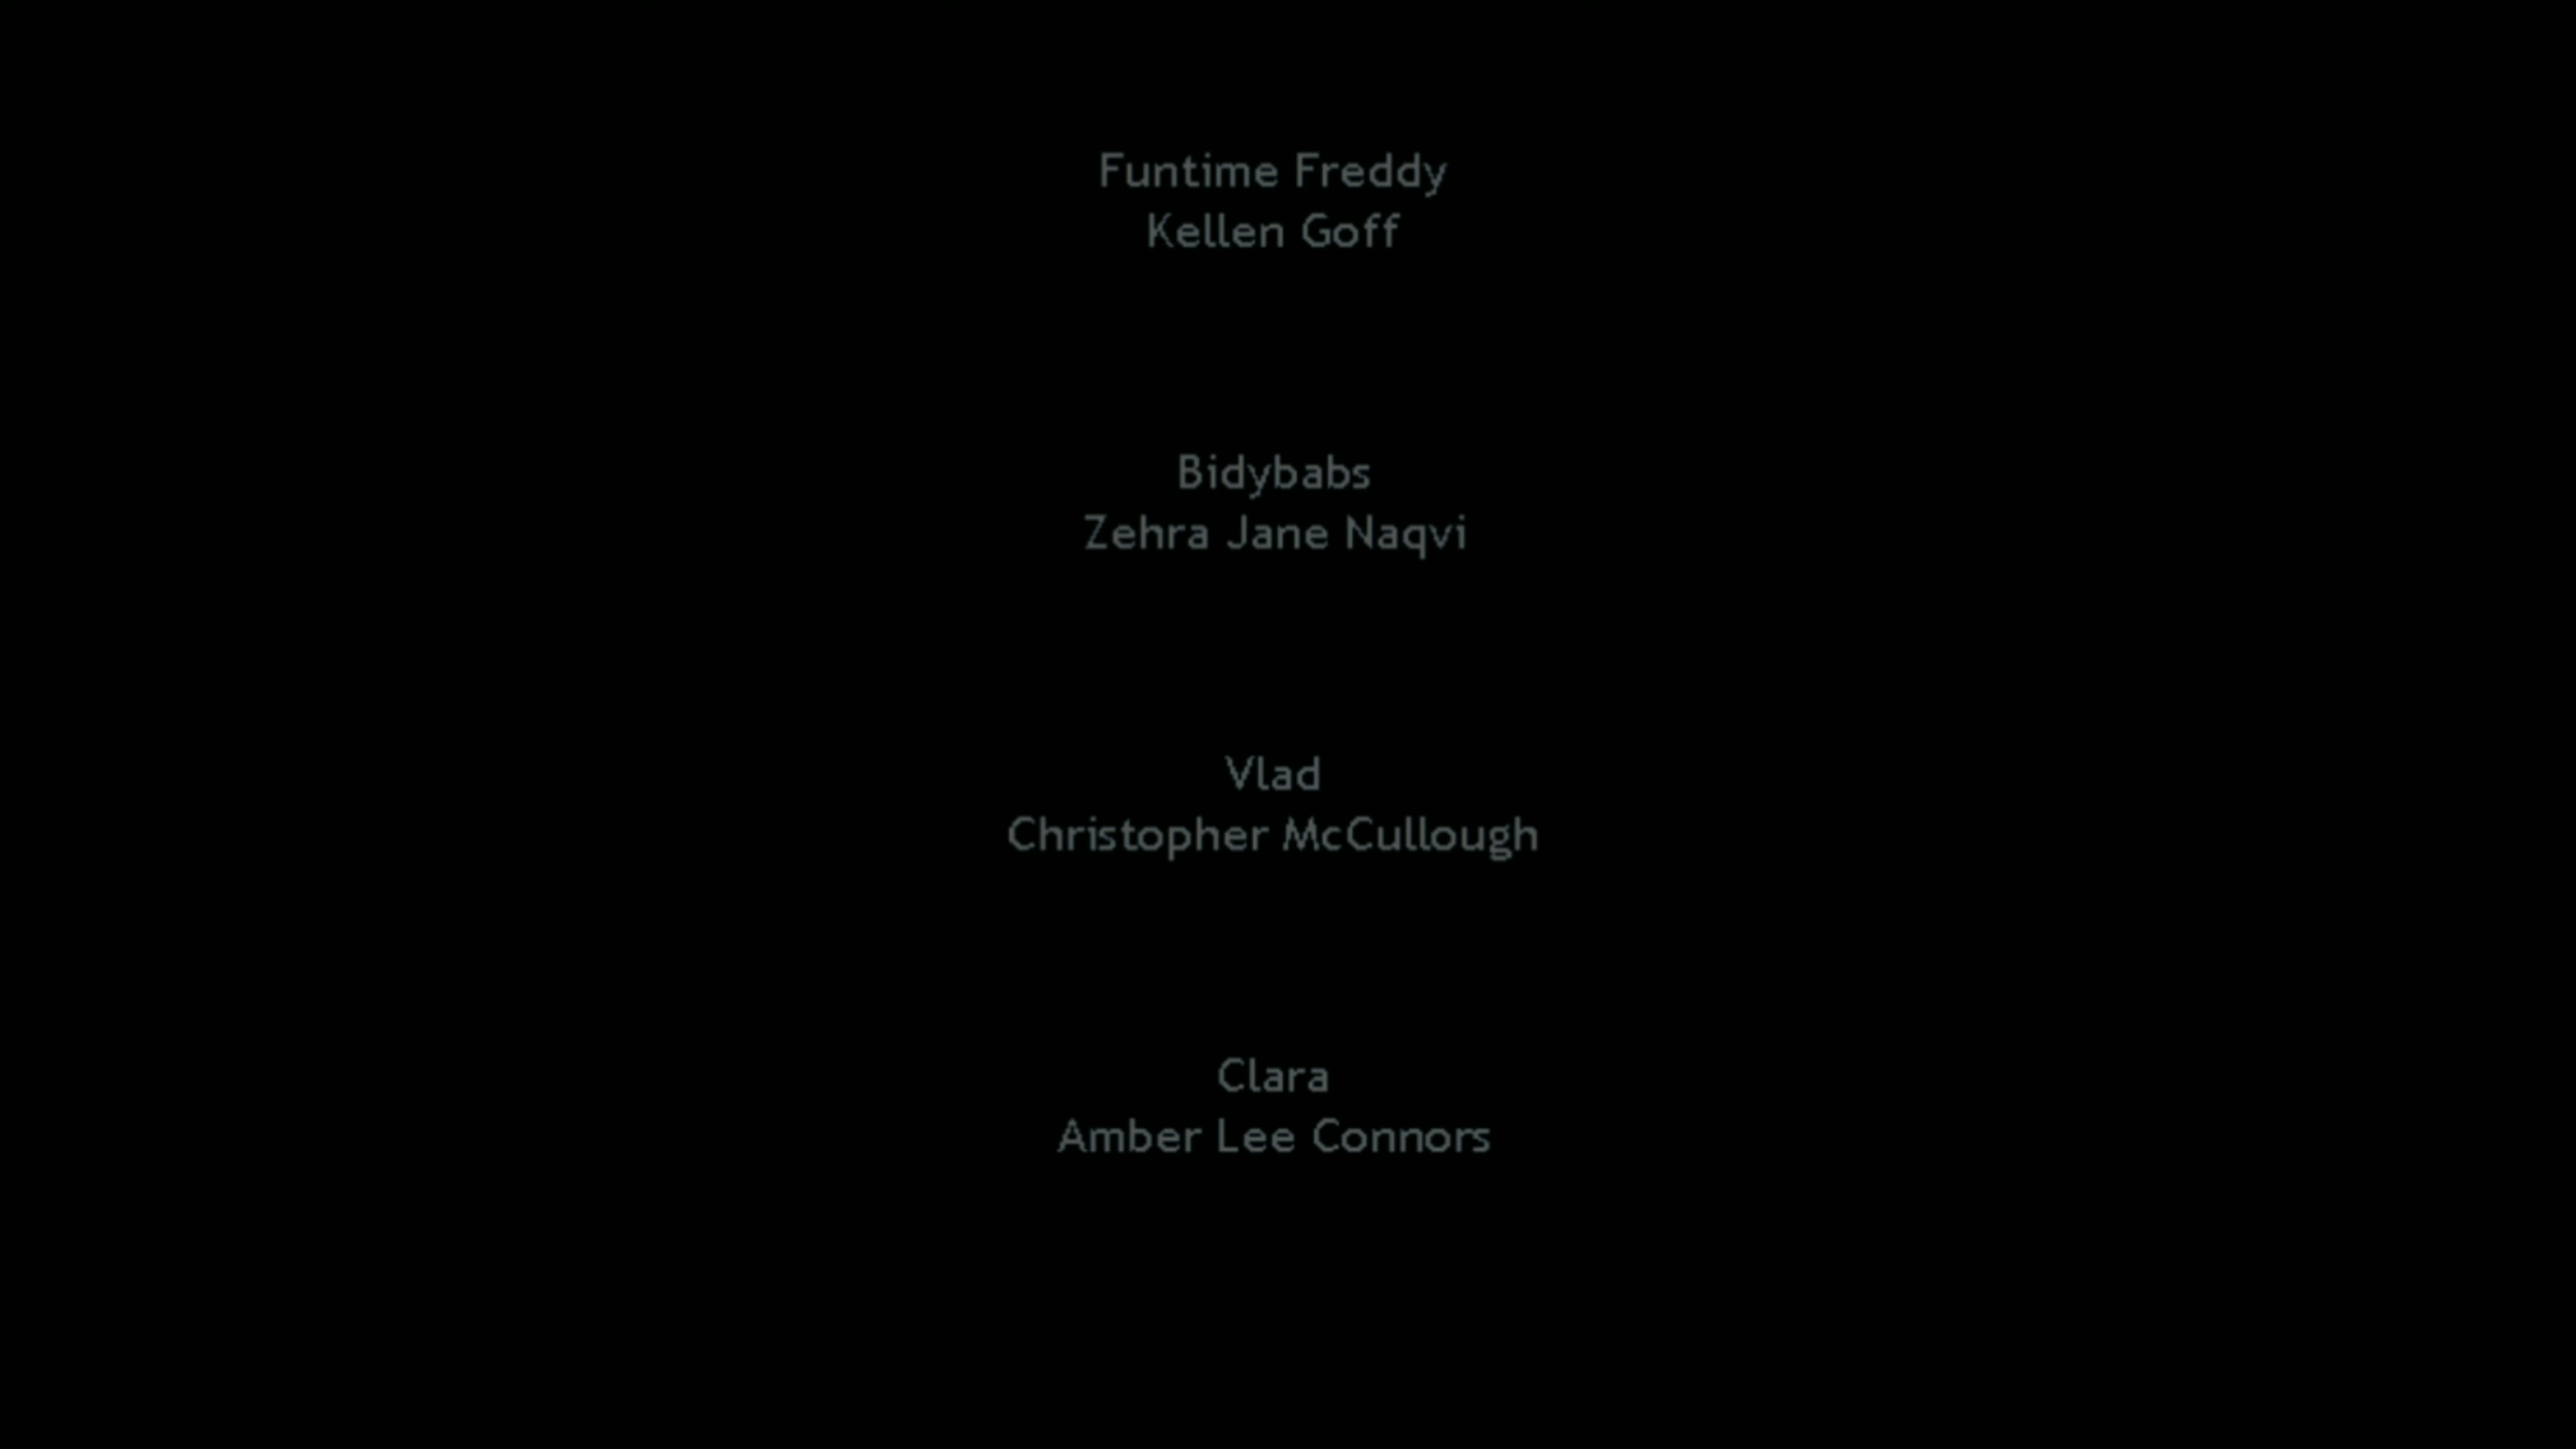 Funtime Freddy
Kellen Goff
Bidybabs
Zehra Jane Naqvi
Vlad
Christopher McCullough
Clara
Amber Lee Connors